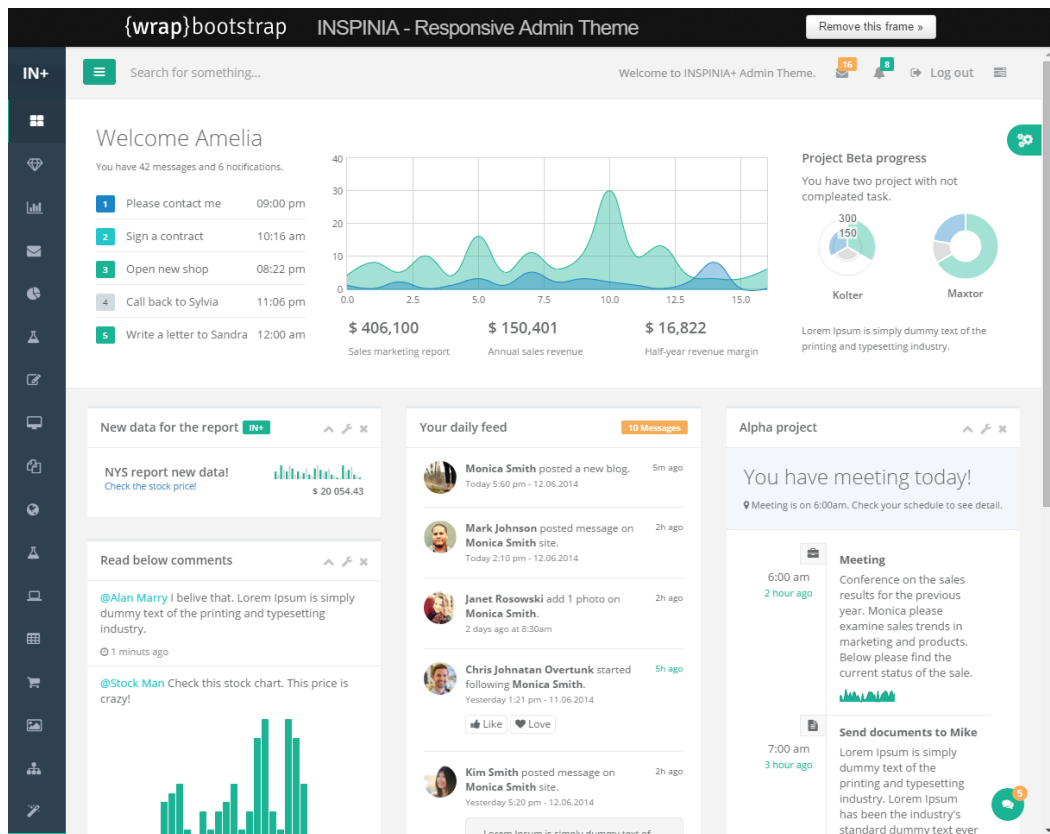 {wrap}bootstrap INSPINIA - Responsive Admin Theme Remove this frame »
IN+ Search for something... Welcome to INSPINIA+ Admin Theme. 16 8 Log out
Welcome Amelia
You have 42 messages and 6 notifications.
1 Please contact me 09:00 pm
2 Sign a contract 10:16 am
3 Open new shop 08:22 pm
4 Call back to Sylvia 11:06 pm
5 Write a letter to Sandra 12:00 am
40
30
20
10
0
0.0 2.5 5.0 7.5 10.0 12.5 15.0
$ 406,100
Sales marketing report
$ 150,401
Annual sales revenue
$ 16,822
Half-year revenue margin
Project Beta progress
You have two project with not
compleated task.
300
150
Kolter
Maxtor
Lorem Ipsum is simply dummy text of the
printing and typesetting industry.
New data for the report IN+
NYS report new data!
Check the stock price!
$ 20 054.43
Read below comments
@Alan Marry I belive that. Lorem Ipsum is simply
dummy text of the printing and typesetting
industry.
1 minuts ago
@Stock Man Check this stock chart. This price is
crazy!
Your daily feed 10 Messages
Monica Smith posted a new blog. 5m ago
Today 5:60 pm - 12.06.2014
Mark Johnson posted message on 2h ago
Monica Smith site.
Today 2:10 pm - 12.06.2014
Janet Rosowski add 1 photo on 2h ago
Monica Smith.
2 days ago at 8:30am
Chris Johnatan Overtunk started 5h ago
following Monica Smith.
Yesterday 1:21 pm - 11.06.2014
Like Love
Kim Smith posted message on 2h ago
Monica Smith site.
Yesterday 5:20 pm - 12.06.2014
Lorem Ipsum is simply dummy text of
Alpha project
You have meeting today!
Meeting is on 6:00am. Check your schedule to see detail.
6:00 am
2 hour ago
Meeting
Conference on the sales
results for the previous
year. Monica please
examine sales trends in
marketing and products.
Below please find the
current status of the sale.
7:00 am
3 hour ago
Send documents to Mike
Lorem Ipsum is simply
dummy text of the
printing and typesetting
industry. Lorem Ipsum
has been the industry's
standard dummy text ever
5